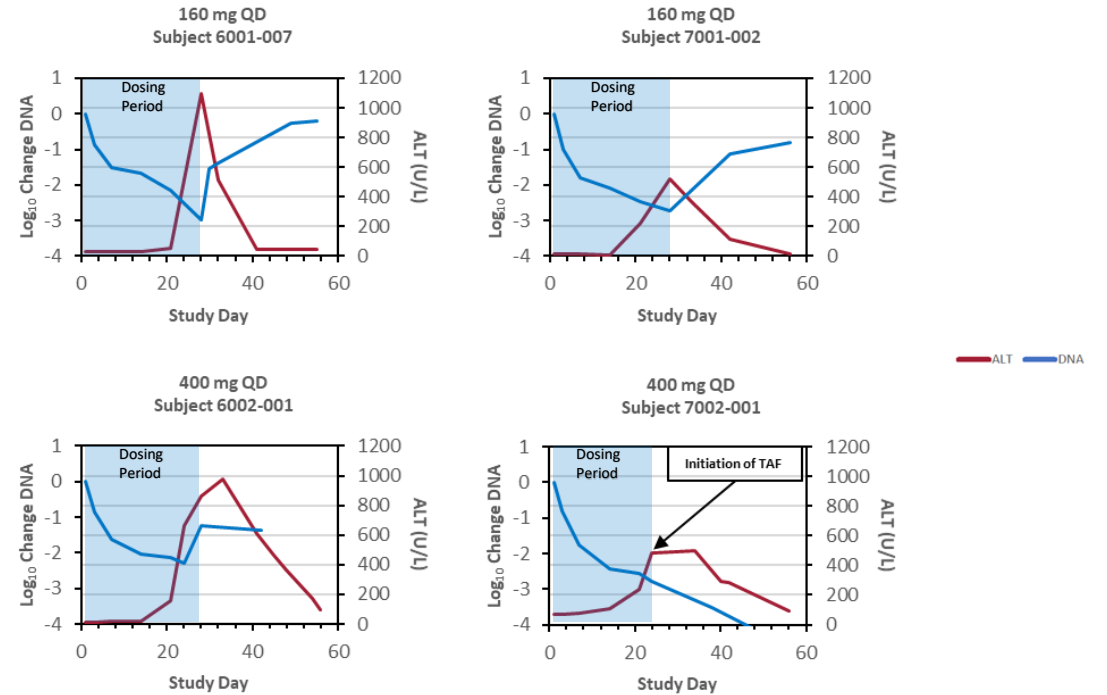 160 mg QD
Subject 6001-007
Dosing
Period
Log₁₀ Change DNA
ALT (U/L)
1
0
-1
-2
-3
-4
1200
1000
800
600
400
200
0
0 20 40 60
Study Day
160 mg QD
Subject 7001-002
Dosing
Period
Log₁₀ Change DNA
ALT (U/L)
1
0
-1
-2
-3
-4
1200
1000
800
600
400
200
0
0 20 40 60
Study Day
ALT DNA
400 mg QD
Subject 6002-001
Dosing
Period
Log₁₀ Change DNA
ALT (U/L)
1
0
-1
-2
-3
-4
1200
1000
800
600
400
200
0
0 20 40 60
Study Day
400 mg QD
Subject 7002-001
Dosing
Period
Initiation of TAF
Log₁₀ Change DNA
ALT (U/L)
1
0
-1
-2
-3
-4
1200
1000
800
600
400
200
0
0 20 40 60
Study Day